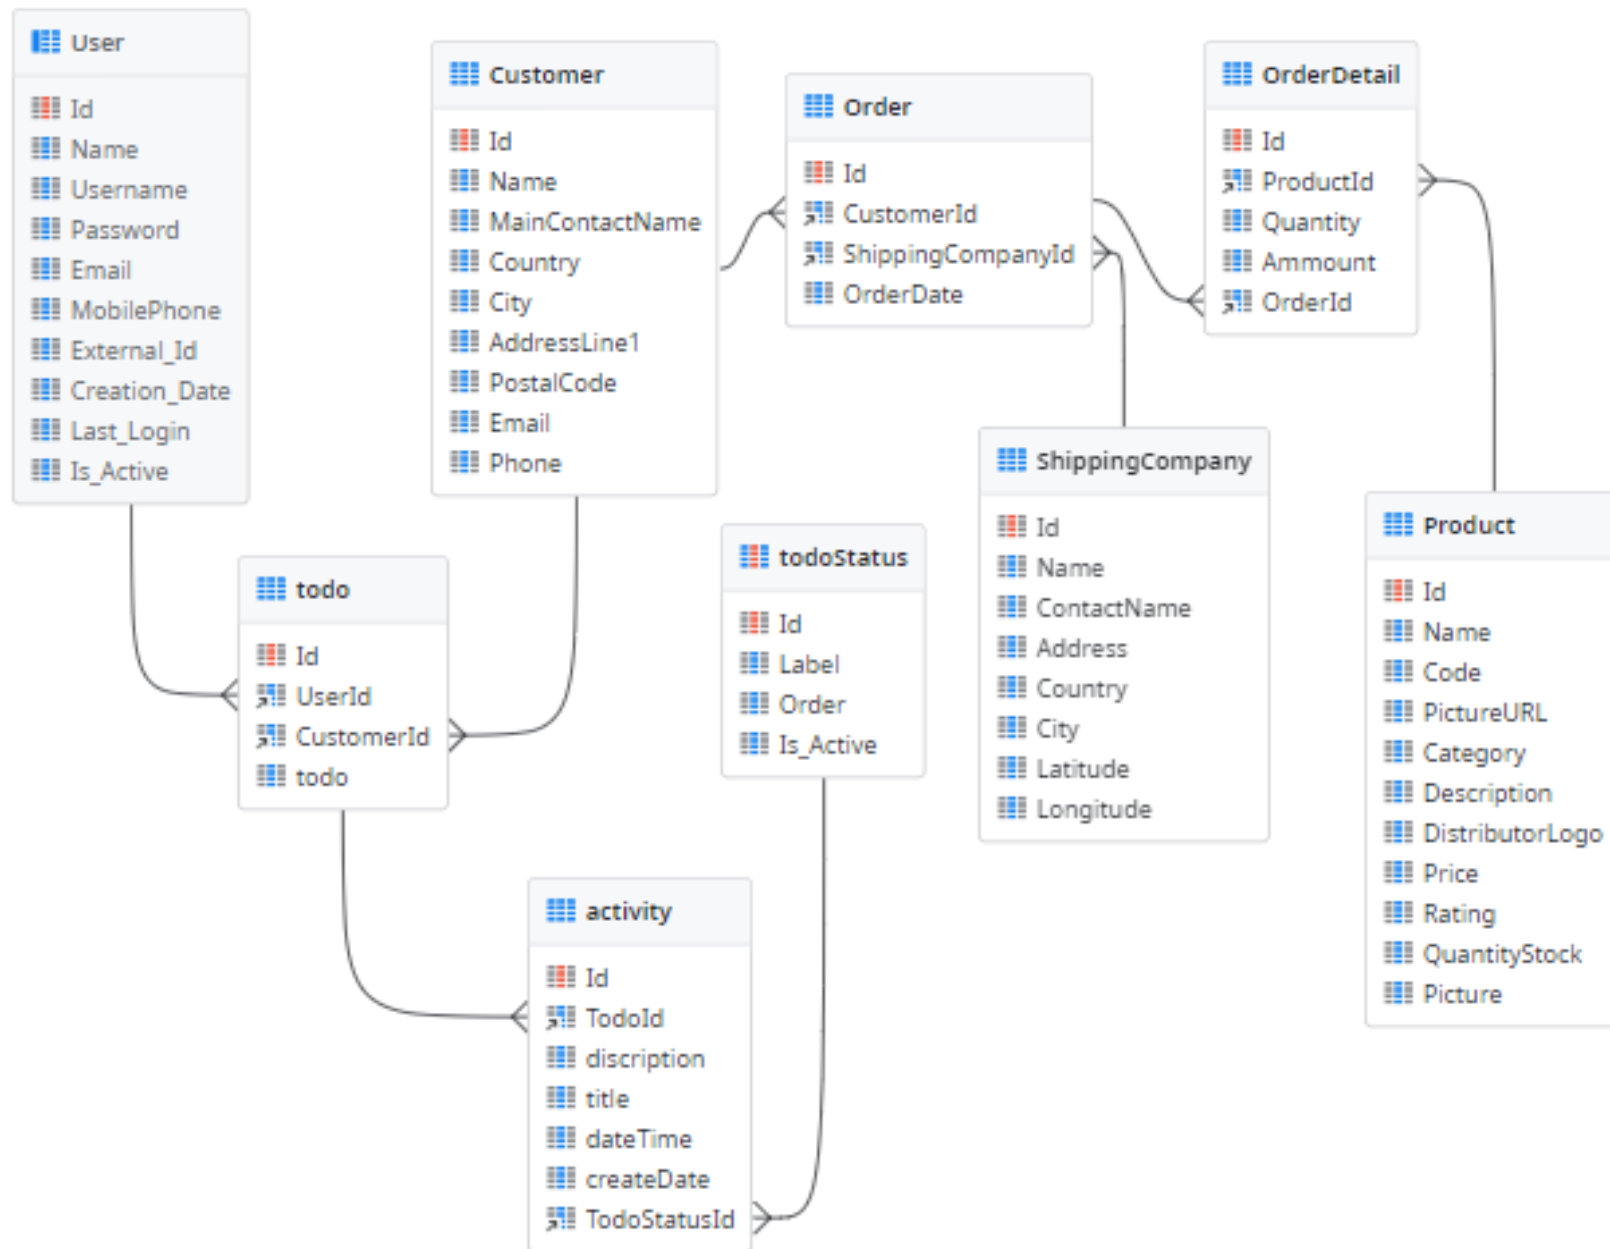 User
Id
Name
Username
Password
Email
MobilePhone
External_Id
Creation_Date
Last_Login
Is_Active
Customer
Id
Name
MainContactName
Country
City
AddressLine1
PostalCode
Email
Phone
Order
Id
CustomerId
ShippingCompanyId
OrderDate
OrderDetail
Id
ProductId
Quantity
Ammount
OrderId
todo
Id
UserId
CustomerId
todo
todoStatus
Id
Label
Order
Is_Active
ShippingCompany
Id
Name
ContactName
Address
Country
City
Latitude
Longitude
Product
Id
Name
Code
PictureURL
Category
Description
DistributorLogo
Price
Rating
QuantityStock
Picture
activity
Id
TodoId
discription
title
dateTime
createDate
TodoStatusId